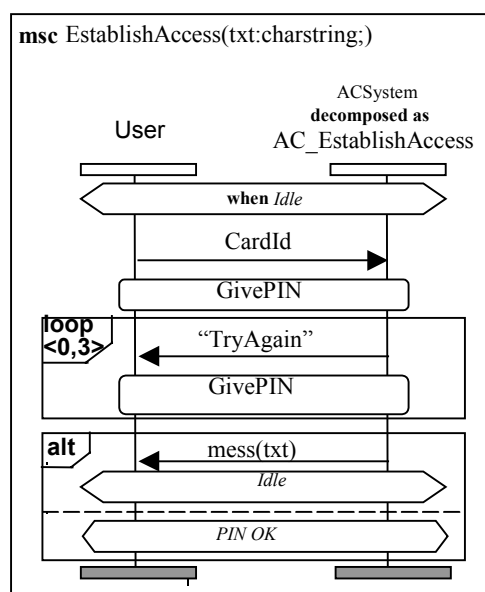 msc EstablishAccess(txt:charstring;)
ACSystem
decomposed as
User
AC_EstablishAccess
when Idle
CardId
GivePIN
loop
<0,3>
“TryAgain”
GivePIN
alt
mess(txt)
Idle
PIN OK